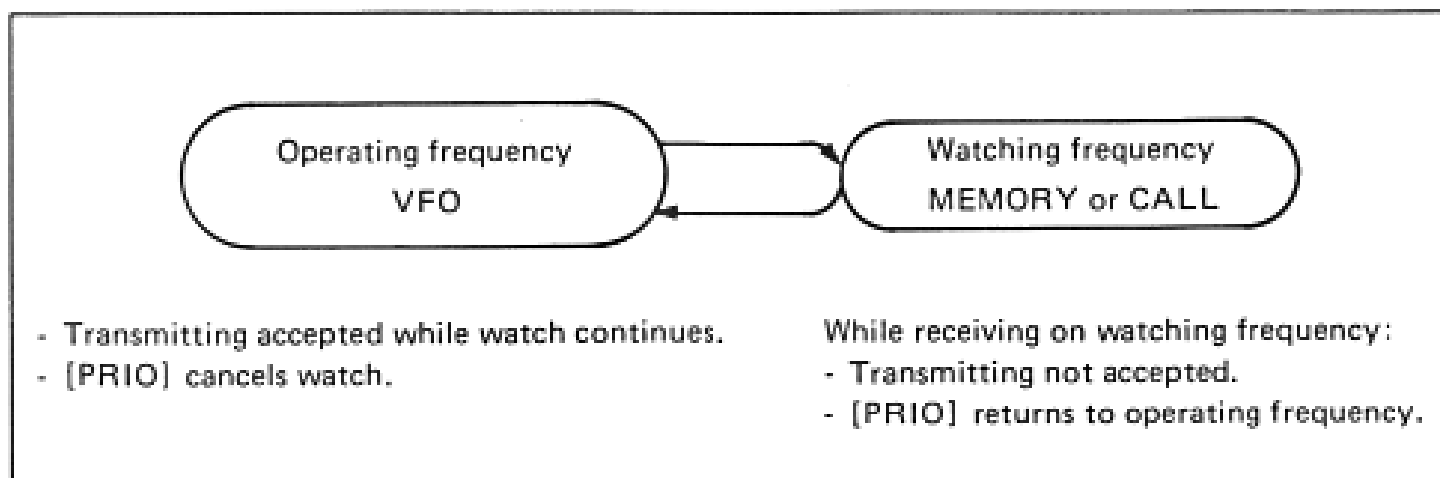 Operating frequency
VFO
Watching frequency
MEMORY or CALL
- Transmitting accepted while watch continues.
- [PRIO] cancels watch.
While receiving on watching frequency:
- Transmitting not accepted.
- [PRIO] returns to operating frequency.